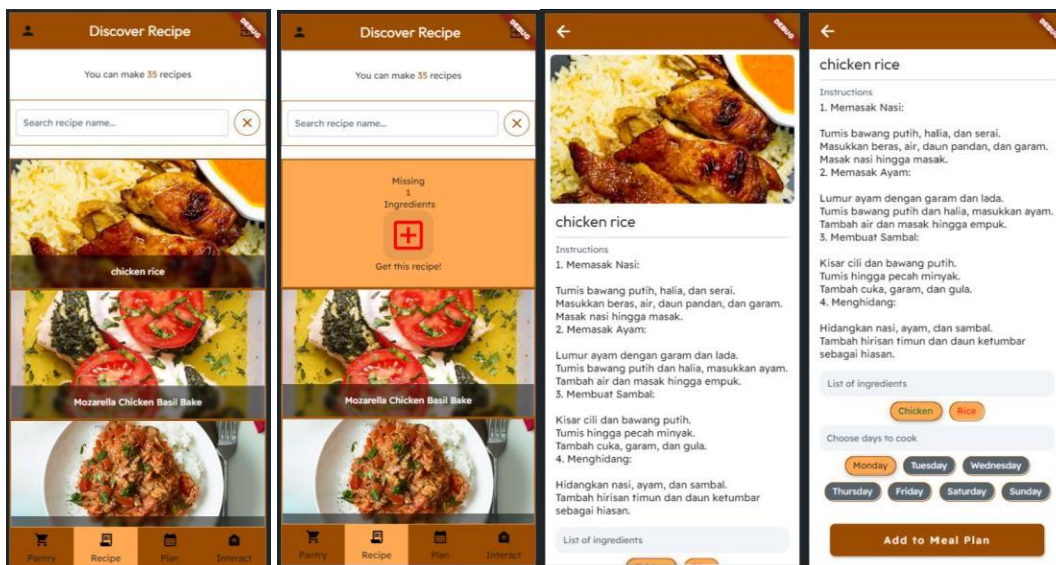 Discover Recipe
DEBUG
You can make 35 recipes
Search recipe name...
chicken rice
Mozarella Chicken Basil Bake
Pantry
Recipe
Plan
Interact
Discover Recipe
DEBUG
You can make 35 recipes
Search recipe name...
Missing
1
Ingredients
Get this recipe!
Mozarella Chicken Basil Bake
Pantry
Recipe
Plan
Interact
DEBUG
chicken rice
Instructions
1. Memasak Nasi:
Tumis bawang putih, halia, dan serai.
Masukkan beras, air, daun pandan, dan garam.
Masak nasi hingga masak.
2. Memasak Ayam:
Lumur ayam dengan garam dan lada.
Tumis bawang putih dan halia, masukkan ayam.
Tambah air dan masak hingga empuk.
3. Membuat Sambal:
Kisar cili dan bawang putih.
Tumis hingga pecah minyak.
Tambah cuka, garam, dan gula.
4. Menghidang:
Hidangkan nasi, ayam, dan sambal.
Tambah hirisan timun dan daun ketumbar
sebagai hiasan.
List of ingredients
DEBUG
chicken rice
Instructions
1. Memasak Nasi:
Tumis bawang putih, halia, dan serai.
Masukkan beras, air, daun pandan, dan garam.
Masak nasi hingga masak.
2. Memasak Ayam:
Lumur ayam dengan garam dan lada.
Tumis bawang putih dan halia, masukkan ayam.
Tambah air dan masak hingga empuk.
3. Membuat Sambal:
Kisar cili dan bawang putih.
Tumis hingga pecah minyak.
Tambah cuka, garam, dan gula.
4. Menghidang:
Hidangkan nasi, ayam, dan sambal.
Tambah hirisan timun dan daun ketumbar
sebagai hiasan.
List of ingredients
Chicken Rice
Choose days to cook
Monday Tuesday Wednesday
Thursday Friday Saturday Sunday
Add to Meal Plan